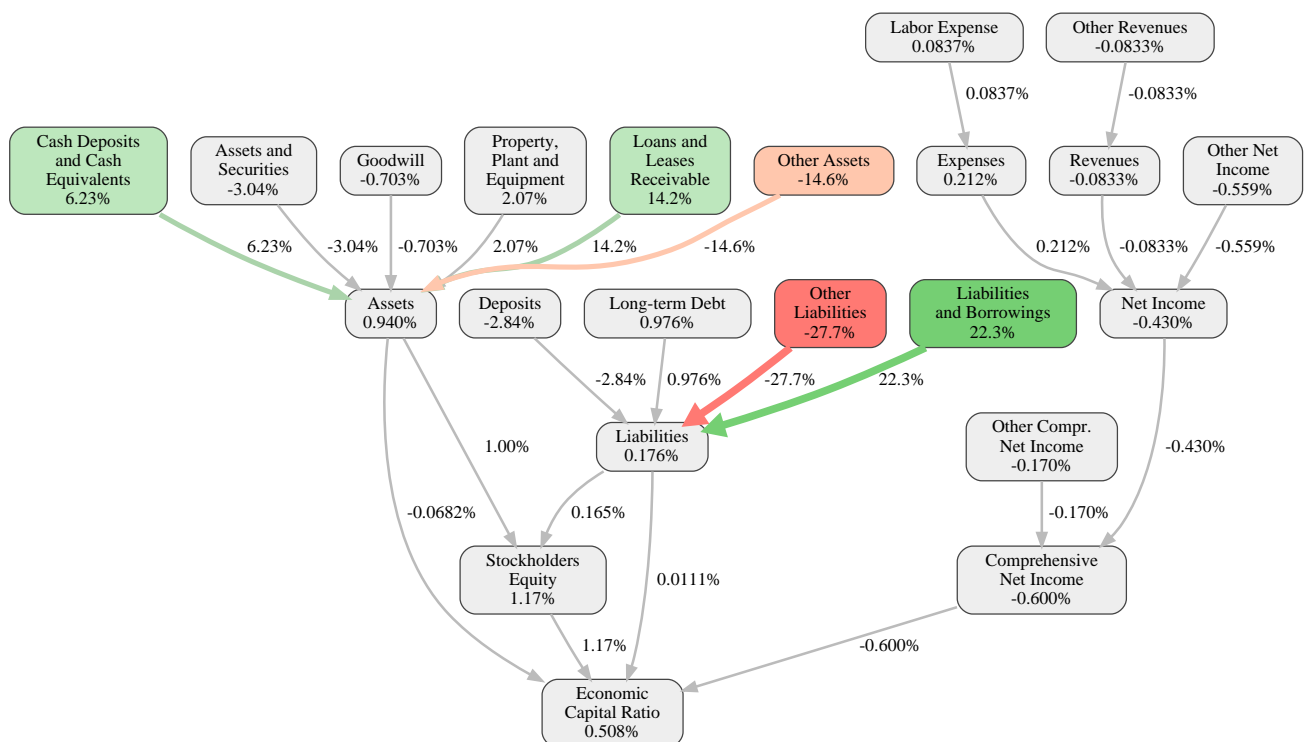 Labor Expense
0.0837%
Other Revenues
-0.0833%
0.0837%
-0.0833%
Cash Deposits
and Cash
Equivalents
6.23%
Assets and
Securities
-3.04%
Goodwill
-0.703%
Property,
Plant and
Equipment
2.07%
Loans and
Leases
Receivable
14.2%
Other Assets
-14.6%
Expenses
0.212%
Revenues
-0.0833%
Other Net
Income
-0.559%
6.23%
-3.04%
-0.703%
2.07%
14.2%
-14.6%
0.212%
-0.0833%
-0.559%
Assets
0.940%
Deposits
-2.84%
Long-term Debt
0.976%
Other
Liabilities
-27.7%
Liabilities
and Borrowings
22.3%
Net Income
-0.430%
-2.84%
0.976%
-27.7%
22.3%
Liabilities
0.176%
Other Compr.
Net Income
-0.170%
1.00%
-0.430%
-0.0682%
0.165%
-0.170%
Stockholders
Equity
1.17%
0.0111%
Comprehensive
Net Income
-0.600%
1.17%
-0.600%
Economic
Capital Ratio
0.508%